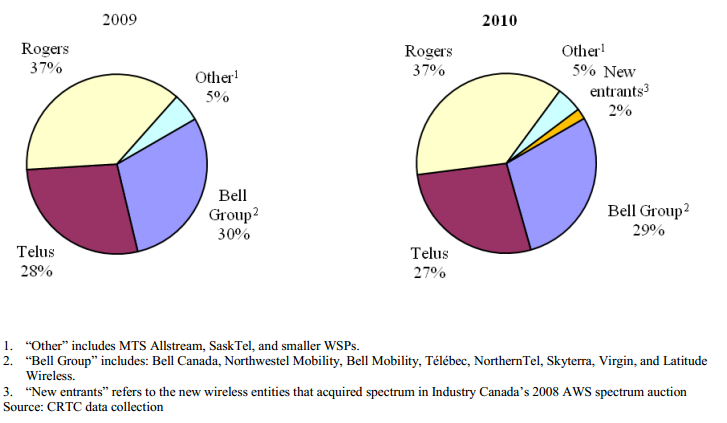 2009
Rogers
37%
Other¹
5%
Bell
Group²
30%
Telus
28%
2010
Rogers
37%
Other¹
5%
New
entrants³
2%
Bell Group²
29%
Telus
27%
1. “Other” includes MTS Allstream, SaskTel, and smaller WSPs.
2. “Bell Group” includes: Bell Canada, Northwestel Mobility, Bell Mobility, Télébec, NorthernTel, Skyterra, Virgin, and Latitude
Wireless.
3. “New entrants” refers to the new wireless entities that acquired spectrum in Industry Canada’s 2008 AWS spectrum auction
Source: CRTC data collection